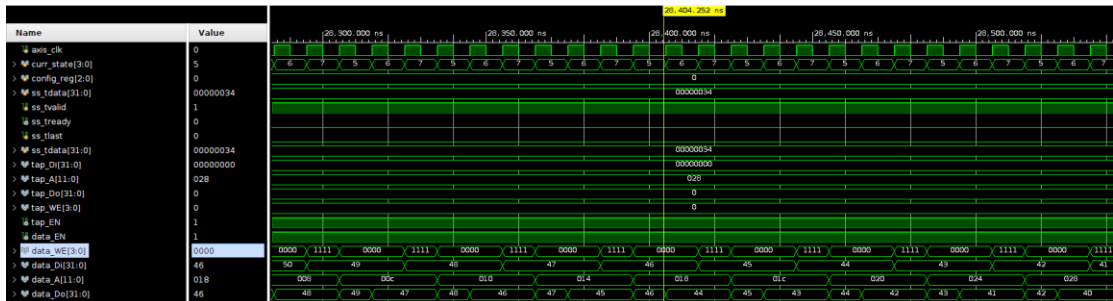 28,404.252 ns
Name Value 28,300.000 ns 28,350.000 ns 28,400.000 ns 28,450.000 ns 28,500.000 ns
axis_clk 0
curr_state[3:0] 5 6 7 5 6 7 5 6 7 5 6 7 5 6 7 5 6 7 5 6 7 5 6 7 5 6 7
config_reg[2:0] 0 0
ss_tdata[31:0] 00000034 00000034
ss_tvalid 1
ss_tready 0
ss_tlast 0
ss_tdata[31:0] 00000034 00000034
tap_Di[31:0] 00000000 00000000
tap_A[11:0] 028 028
tap_Do[31:0] 0 0
tap_WE[3:0] 0 0
tap_EN 1
data_EN 1
data_WE[3:0] 0000 0000 1111 0000 1111 0000 1111 0000 1111 0000 1111 0000 1111 0000 1111 0000 1111 0000 1111
data_Di[31:0] 46 50 49 48 47 46 45 44 43 42 41
data_A[11:0] 018 008 00c 010 014 018 01c 020 024 028
data_Do[31:0] 46 48 49 47 48 46 47 45 46 44 45 43 44 42 43 41 42 40